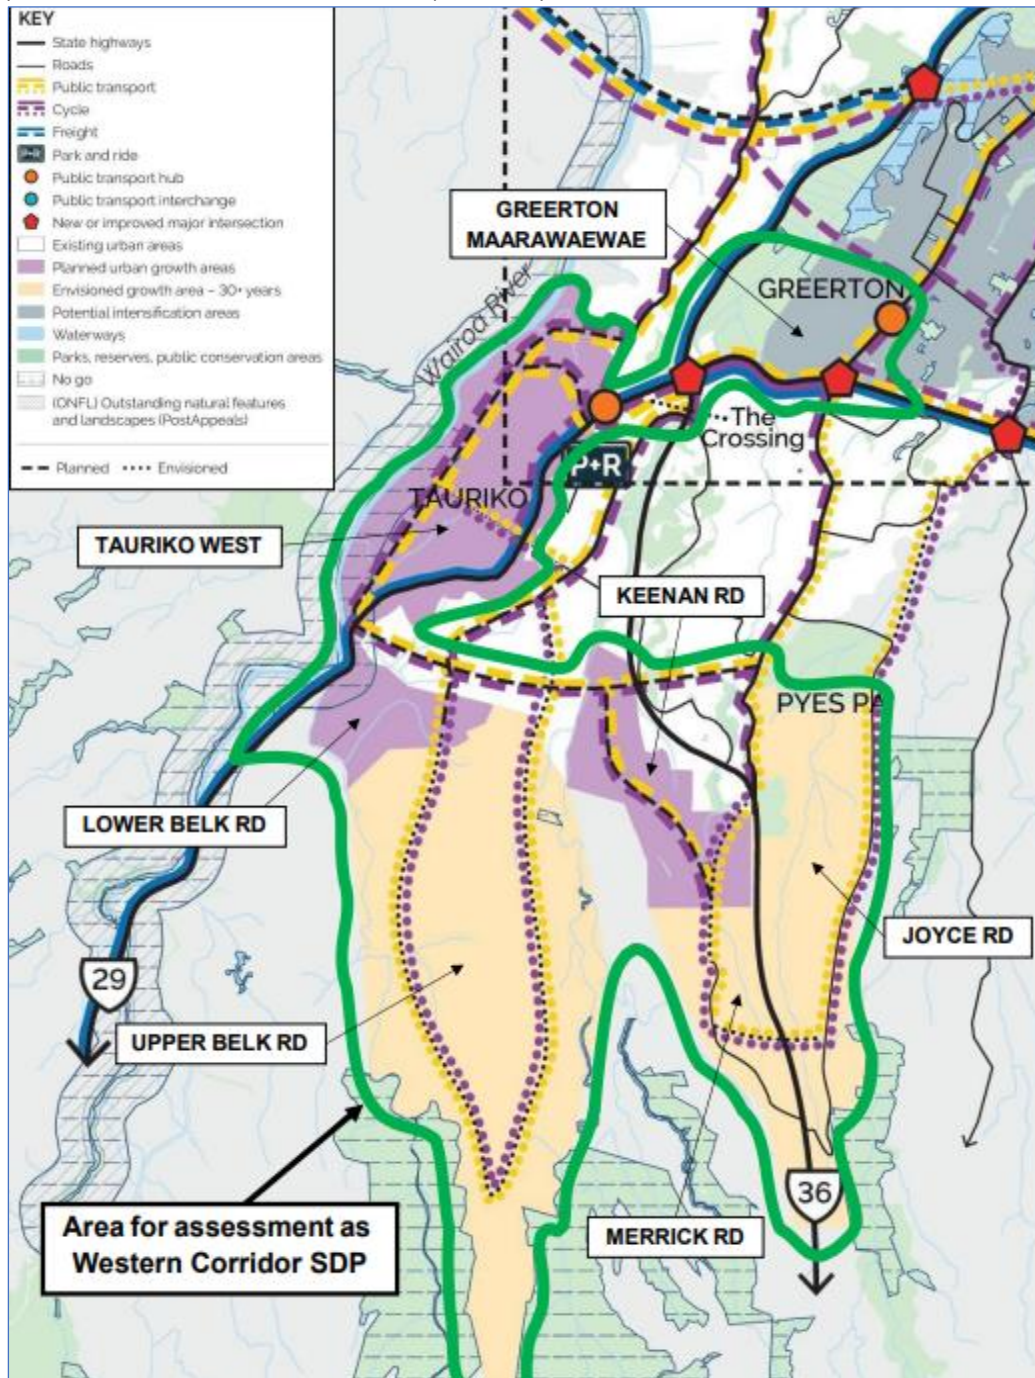 KEY
State highways
Roads
Public transport
Cycle
Freight
P+R
Park and ride
Public transport hub
Public transport interchange
New or improved major intersection
Existing urban areas
Planned urban growth areas
Envisioned growth area – 30+ years
Potential intensification areas
Waterways
Parks, reserves, public conservation areas
No go
(ONFL) Outstanding natural features
and landscapes (PostAppeals)
Planned
Envisioned
GREERTON
MAARAWAEWAE
GREERTON
Wairoa River
The
Crossing
P+R
TAURIKO
TAURIKO WEST
KEENAN RD
PYES PA
LOWER BELK RD
JOYCE RD
29
UPPER BELK RD
36
MERRICK RD
Area for assessment as
Western Corridor SDP